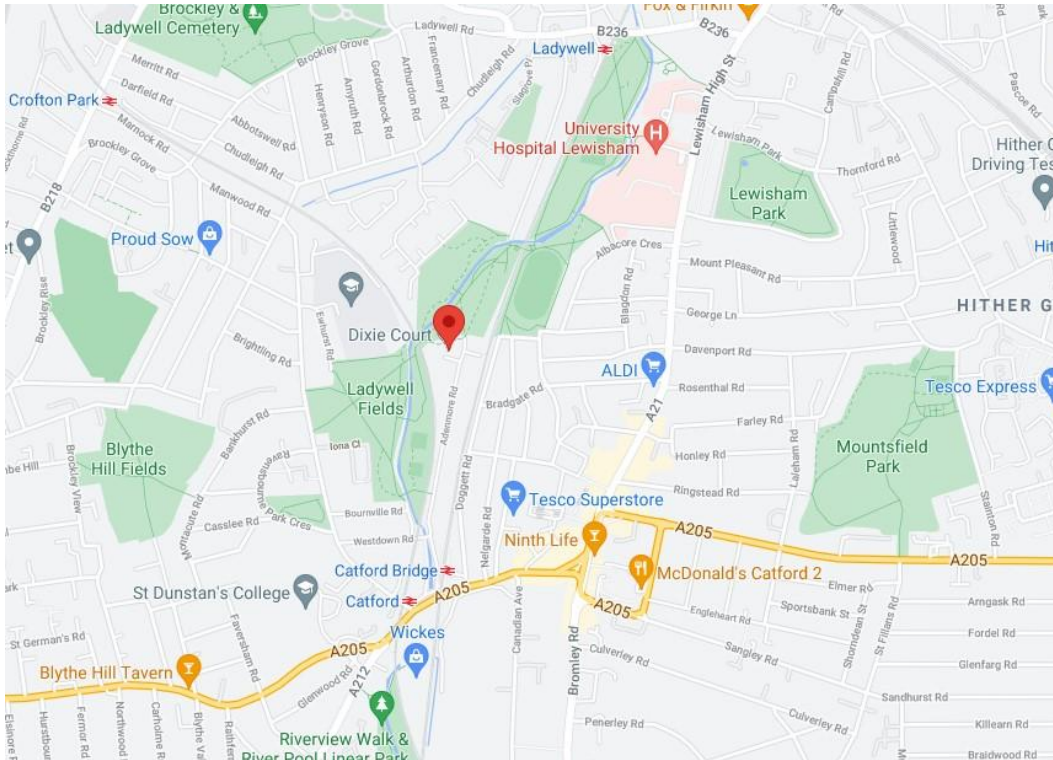 Brockley &
Ladywell Cemetery
Ladywell Rd
B236
Fox & Firkin
B236
Ladywell
Merritt Rd
Brockley Grove
Chudleigh Rd
Francemary Rd
Arthurdon Rd
Gordonbrock Rd
Amyruth Rd
Henryson Rd
Slagrove Pl
Crofton Park
Darfield Rd
Abbotswell Rd
Marnock Rd
Chudleigh Rd
Brockley Grove
Manwood Rd
B218
University
Hospital Lewisham
Lewisham High St
Campshill Rd
Pascoe Rd
Lewisham Park
Thornford Rd
Hither
Driving
Lewisham
Park
Littlewood
Proud Sow
Albacore Cres
Mount Pleasant Rd
Blagdon Rd
George Ln
HITHER G
Brockley Rise
Brightling Rd
Ewhurst Rd
Dixie Court
Davenport Rd
ALDI
Rosenthal Rd
Tesco Express
Ladywell
Fields
Adenmore Rd
Bradgate Rd
A21
Farley Rd
Bankhurst Rd
Iona Cl
Ravensbourne Park Cres
Blythe
Hill Fields
Brockley View
Montacute Rd
Doggett Rd
Honley Rd
Laleham Rd
Mountsfield
Park
Ringstead Rd
Stainton Rd
Casslee Rd
Bournville Rd
Westdown Rd
Nelgarde Rd
Tesco Superstore
Ninth Life
A205
A205
Catford Bridge
Catford
A205
McDonald's Catford 2
A205
Elmer Rd
St Dunstan's College
Canadian Ave
Engleheart Rd
Sportsbank St
Arngask Rd
St German's Rd
Faversham Rd
A205
Wickes
Bromley Rd
Culverley Rd
Sangley Rd
Thorndean St
St Fillans Rd
Fordel Rd
Glenfarg Rd
Blythe Hill Tavern
Glenwood Rd
A212
Sandhurst Rd
Culverley Rd
Killearn Rd
Penerley Rd
Braidwood Rd
Fermor Rd
Riverview Walk &
River Pool Linear Park